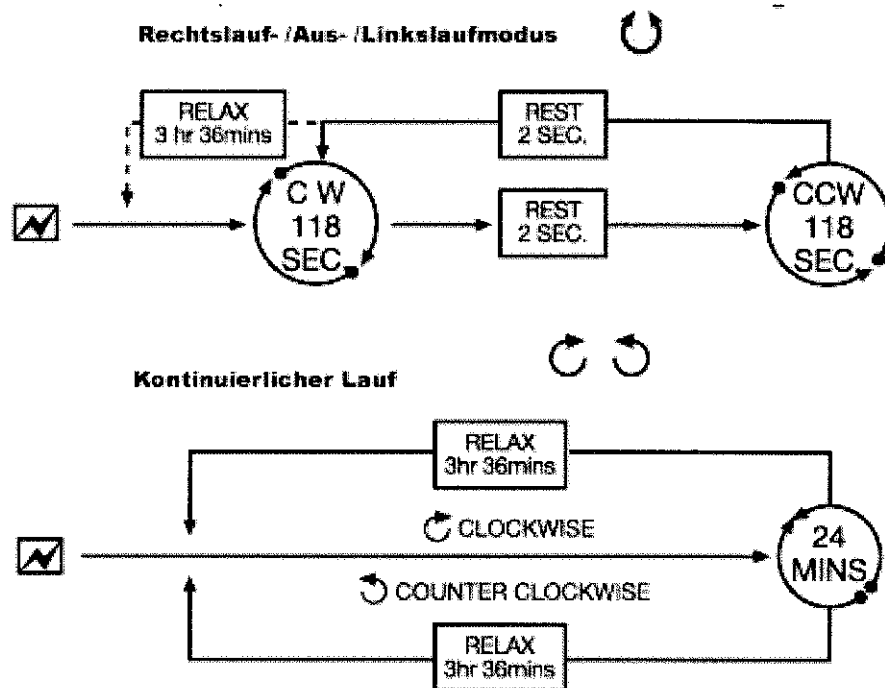 Rechtslauf- /Aus- /Linkslaufmodus
RELAX
3 hr 36mins
REST
2 SEC.
C W
118
SEC
REST
2 SEC.
CCW
118
SEC
Kontinuierlicher Lauf
RELAX
3hr 36mins
CLOCKWISE
24
MINS
COUNTER CLOCKWISE
RELAX
3hr 36mins